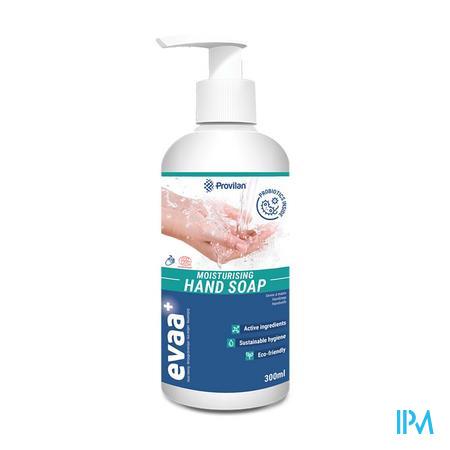 Provilan
PROBIOTICS INSIDE
MOISTURISING
HAND SOAP
evaa+
Active ingredients
Sustainable hygiene
Eco-friendly
300ml
IPM